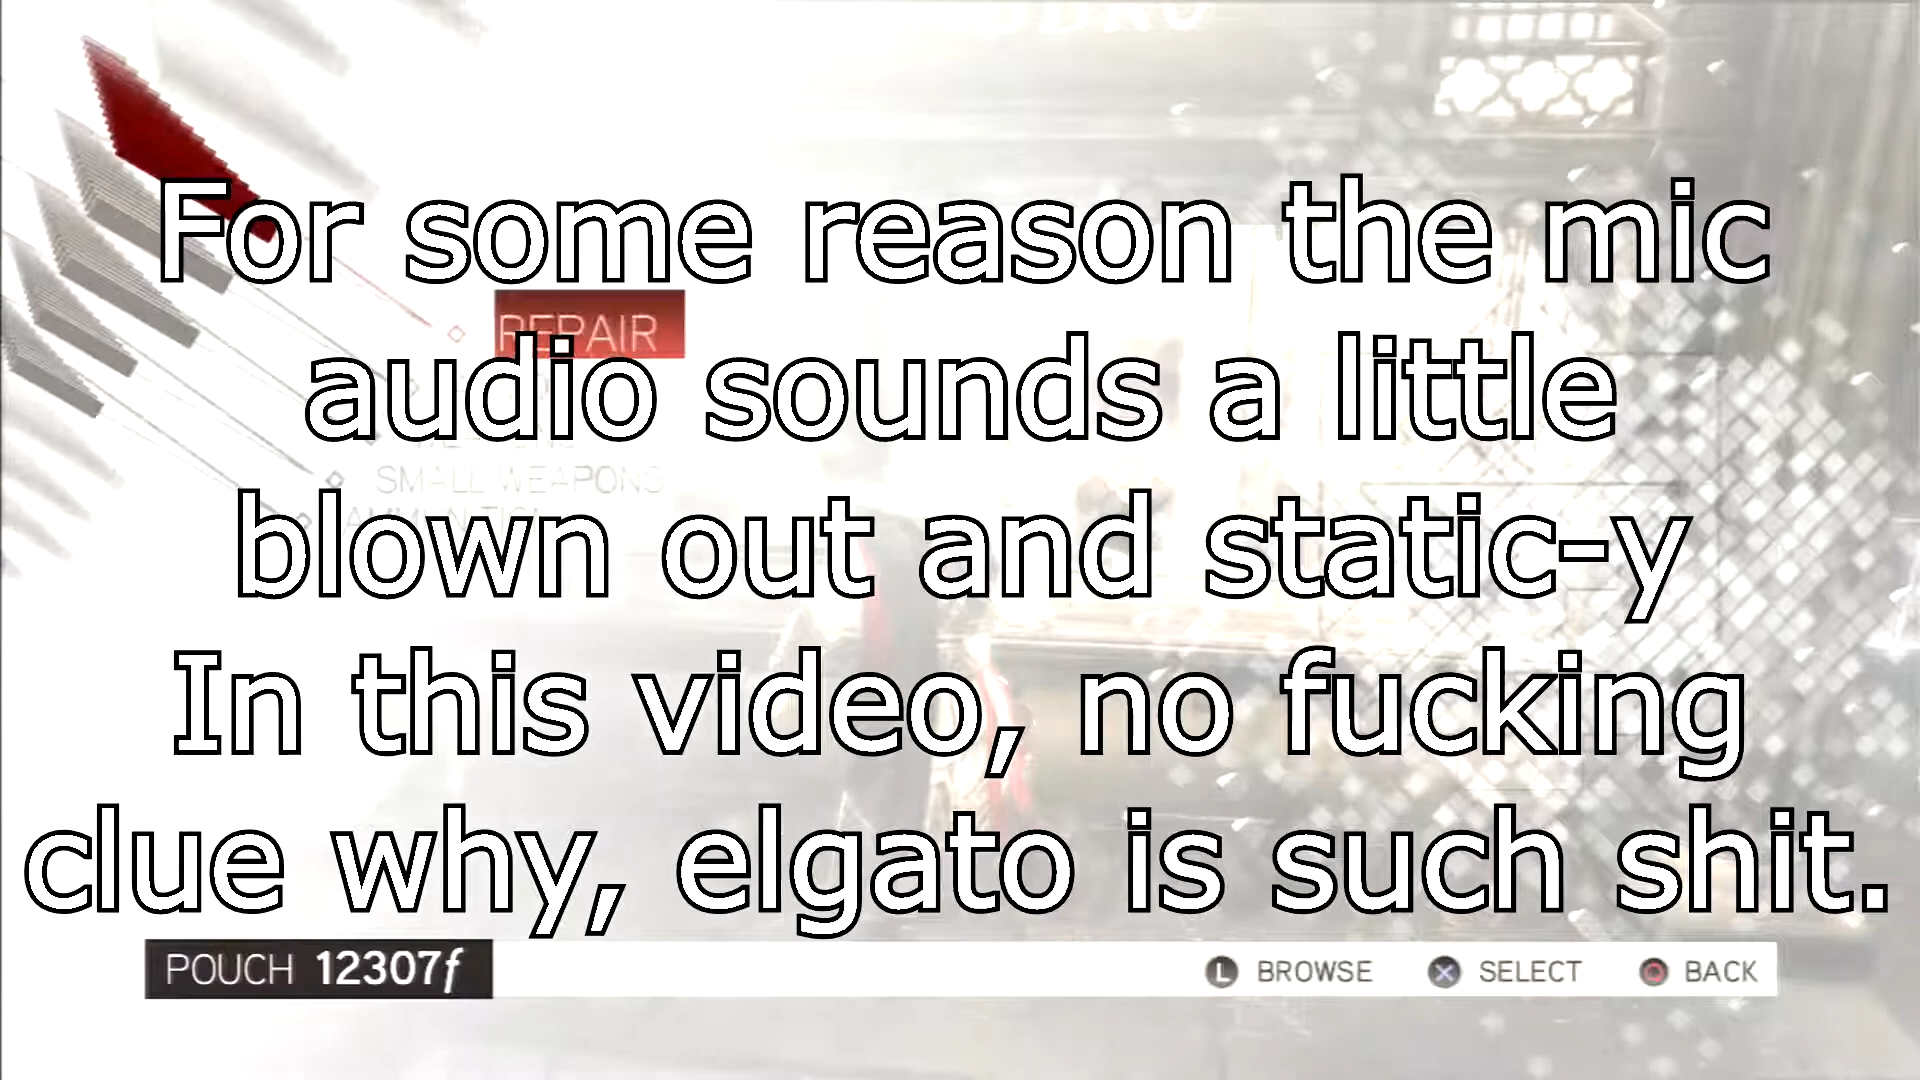 For some reason the mic
REPAIR
audio sounds a little
SMALL WEAPONS
blown out and static-y
In this video, no fucking
clue why, elgato is such shit.
POUCH 12307ƒ
L BROWSE SELECT BACK